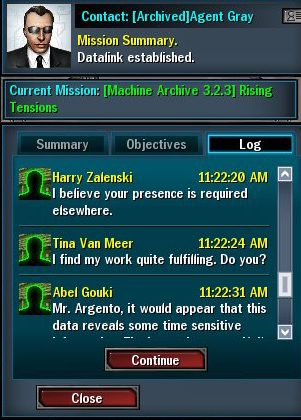 Contact: [Archived]Agent Gray
Mission Summary.
Datalink established.
Current Mission: [Machine Archive 3.2.3] Rising
Tensions
Summary
Objectives
Log
Harry Zalenski 11:22:20 AM
I believe your presence is required
elsewhere.
Tina Van Meer 11:22:24 AM
I find my work quite fulfilling. Do you?
Abel Gouki 11:22:31 AM
Mr. Argento, it would appear that this
data reveals some time sensitive
Continue
Close